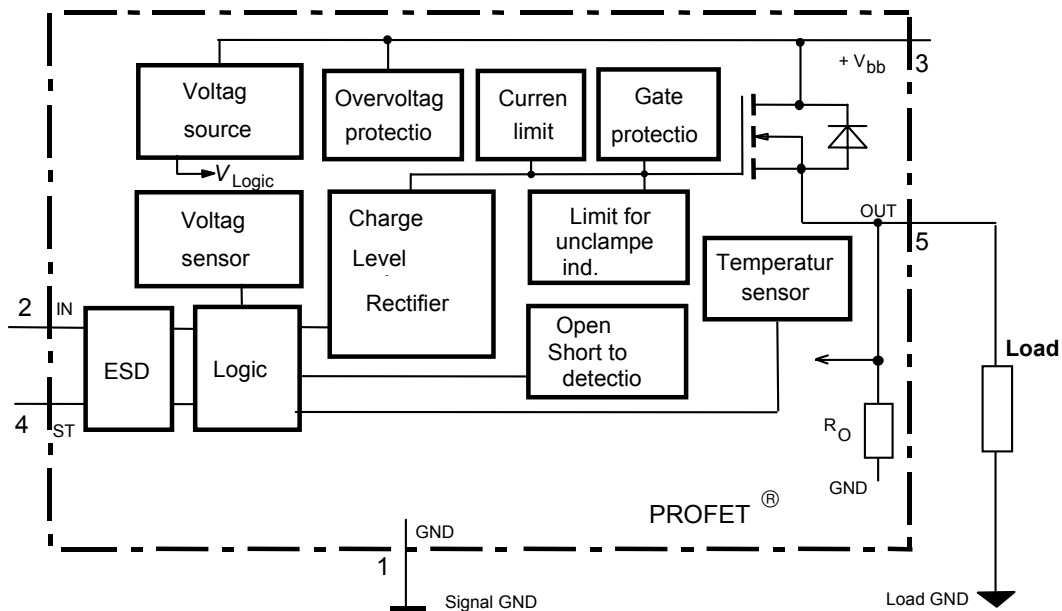 + V bb
3
Voltag
source
Overvoltag
protectio
Curren
limit
Gate
protectio
V Logic
Voltag
sensor
Charge
Level
Rectifier
Limit for
unclampe
ind.
OUT
5
Temperatur
sensor
2
IN
ESD
Logic
Open
Short to
detectio
Load
4
ST
R O
GND
PROFET ®
GND
1
Signal GND
Load GND